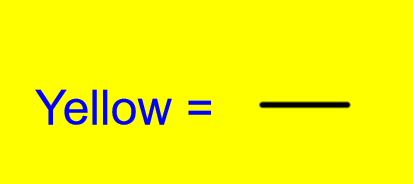 Yellow = —